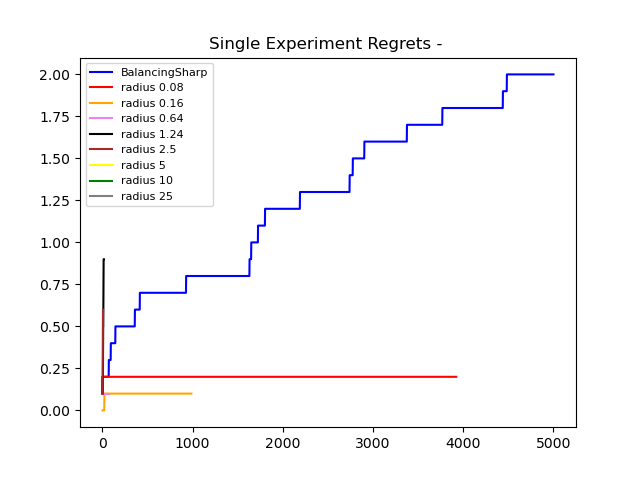 Single Experiment Regrets -
BalancingSharp
radius 0.08
radius 0.16
radius 0.64
radius 1.24
radius 2.5
radius 5
radius 10
radius 25
2.00
1.75
1.50
1.25
1.00
0.75
0.50
0.25
0.00
0 1000 2000 3000 4000 5000